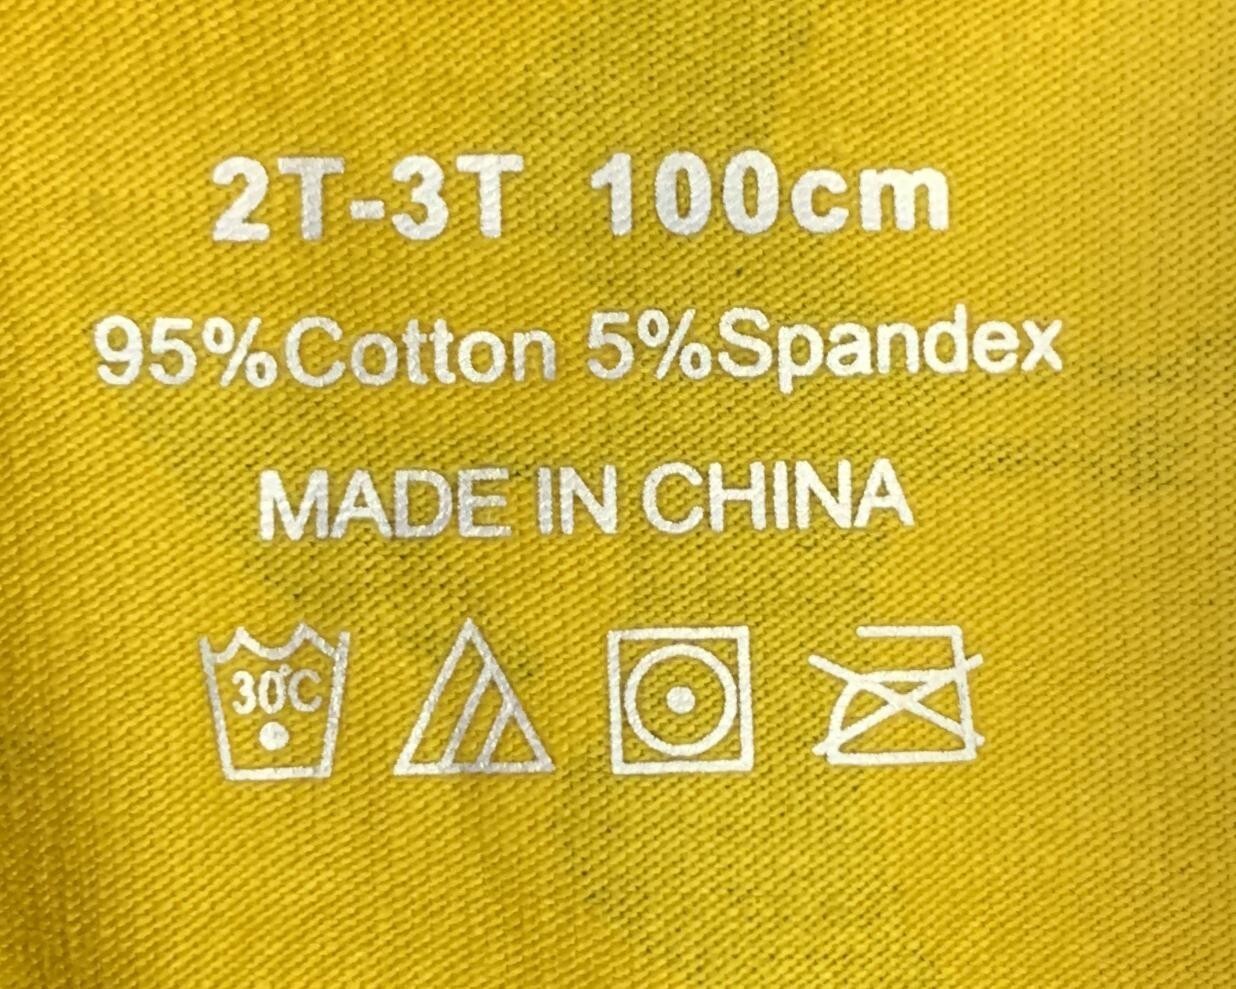 2T-3T 100cm
95%Cotton 5%Spandex
MADE IN CHINA
30°C